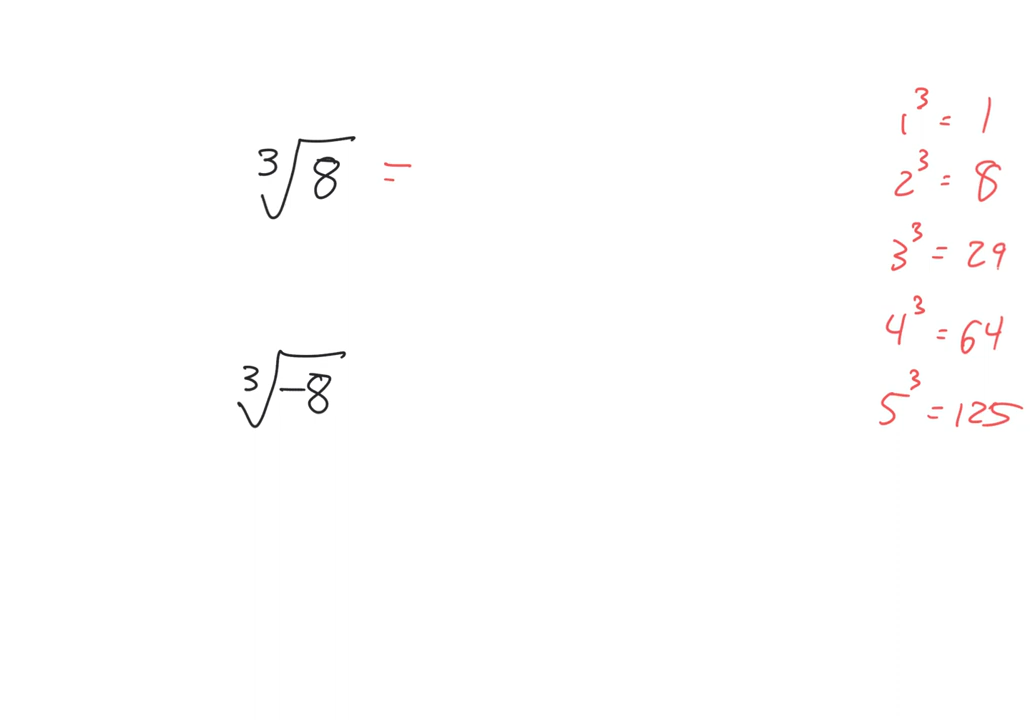 ∛8 =
∛-8
1³ = 1
2³ = 8
3³ = 29
4³ = 64
5³ = 125